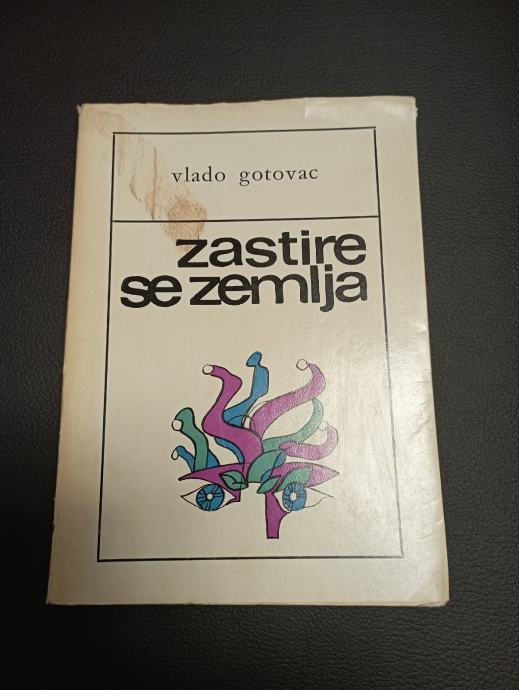 vlado gotovac
zastire
se zemlja